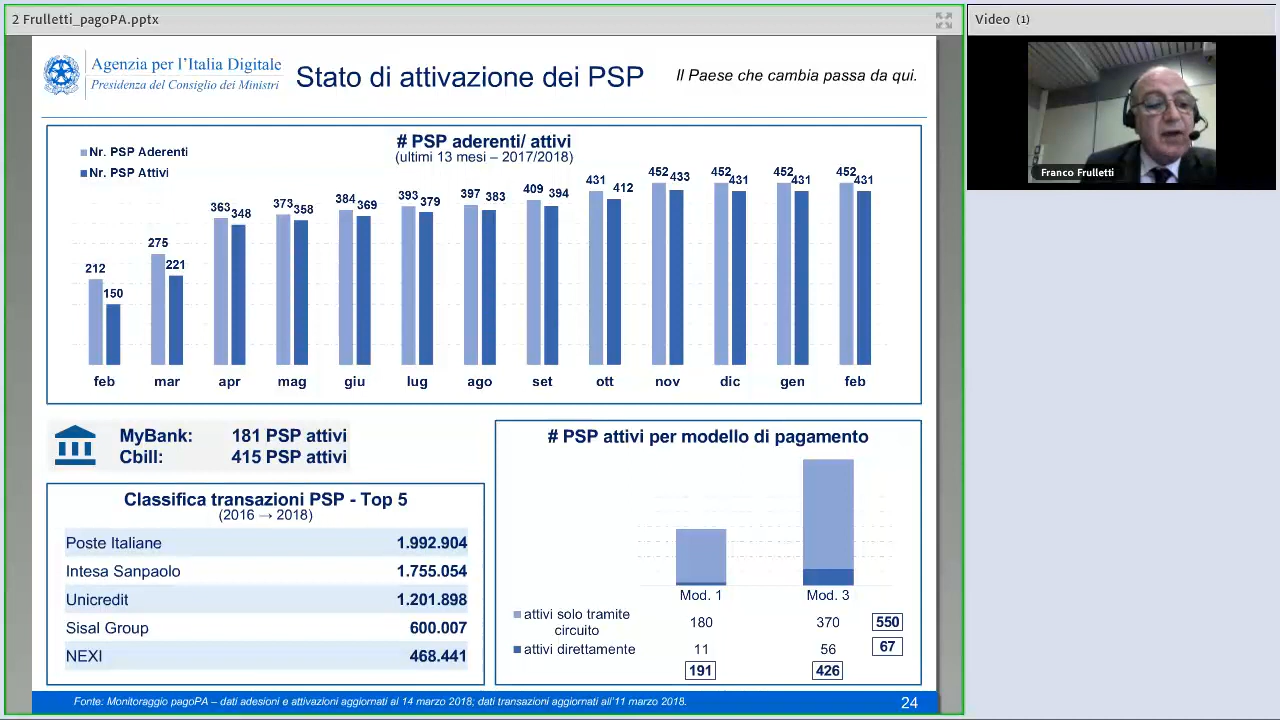 2 Frulletti_pagoPA.pptx
Video (1)
Agenzia per l'Italia Digitale
Presidenza del Consiglio dei Ministri
Stato di attivazione dei PSP
Il Paese che cambia passa da qui.
Franco Frulletti
# PSP aderenti/ attivi
(ultimi 13 mesi – 2017/2018)
Nr. PSP Aderenti
Nr. PSP Attivi
212 150
275 221
363 348
373 358
384 369
393 379
397 383
409 394
431 412
452 433
452 431
452 431
452 431
feb mar apr mag giu lug ago set ott nov dic gen feb
MyBank: 181 PSP attivi
Cbill: 415 PSP attivi
Classifica transazioni PSP - Top 5
(2016 → 2018)
Poste Italiane 1.992.904
Intesa Sanpaolo 1.755.054
Unicredit 1.201.898
Sisal Group 600.007
NEXI 468.441
# PSP attivi per modello di pagamento
Mod. 1 Mod. 3
attivi solo tramite
circuito 180 370 550
attivi direttamente 11 56 67
191 426
Fonte: Monitoraggio pagoPA – dati adesioni e attivazioni aggiornati al 14 marzo 2018; dati transazioni aggiornati all'11 marzo 2018.
24